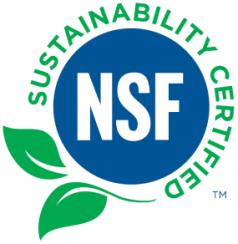 SUSTAINABILITY CERTIFIED
NSF
™